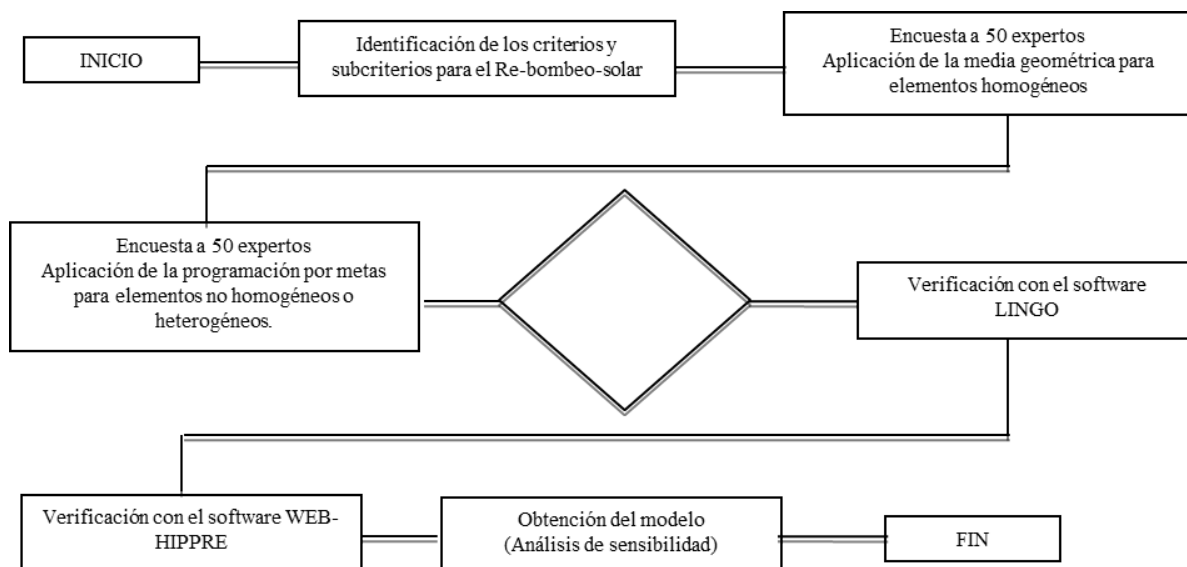 INICIO
Identificación de los criterios y
subcriterios para el Re-bombeo-solar
Encuesta a 50 expertos
Aplicación de la media geométrica para
elementos homogéneos
Encuesta a 50 expertos
Aplicación de la programación por metas
para elementos no homogéneos o
heterogéneos.
Verificación con el software
LINGO
Verificación con el software WEB-
HIPPRE
Obtención del modelo
(Análisis de sensibilidad)
FIN